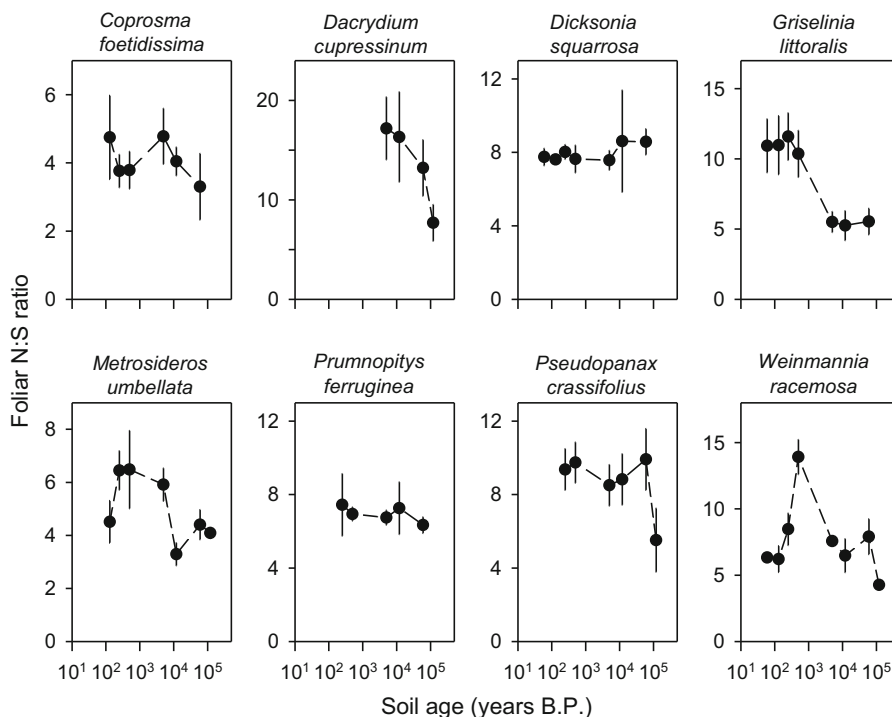 Coprosma
foetidissima
Dacrydium
cupressinum
Dicksonia
squarrosa
Griselinia
littoralis
6
4
2
0
20
10
0
12
8
4
0
15
10
5
0
Foliar N:S ratio
Metrosideros
umbellata
Prumnopitys
ferruginea
Pseudopanax
crassifolius
Weinmannia
racemosa
8
6
4
2
0
12
8
4
0
12
8
4
0
15
10
5
0
10¹ 10² 10³ 10⁴ 10⁵
10¹ 10² 10³ 10⁴ 10⁵
10¹ 10² 10³ 10⁴ 10⁵
10¹ 10² 10³ 10⁴ 10⁵
Soil age (years B.P.)